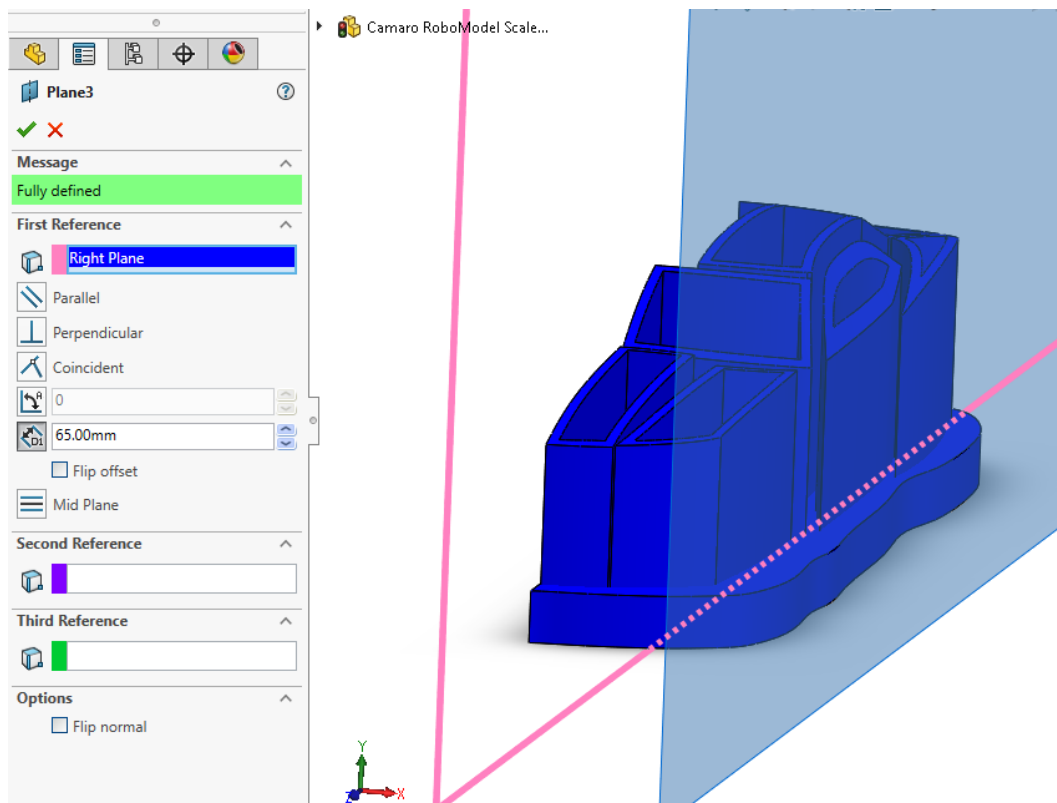 Camaro RoboModel Scale...
Plane3
Message
Fully defined
First Reference
Right Plane
Parallel
Perpendicular
Coincident
0
D1
65.00mm
Flip offset
Mid Plane
Second Reference
Third Reference
Options
Flip normal
Y
Z
X